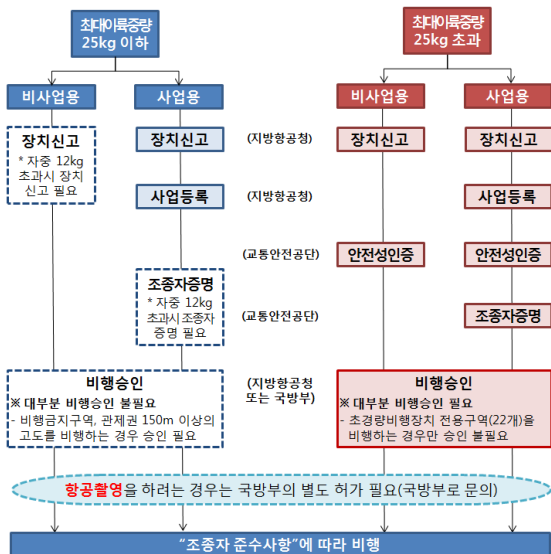 최대이륙중량
25kg 이하
최대이륙중량
25kg 초과
비사업용
사업용
비사업용
사업용
장치신고
* 자중 12kg
초과시 장치
신고 필요
장치신고
(지방항공청)
장치신고
장치신고
사업등록
(지방항공청)
사업등록
(교통안전공단)
안전성인증
안전성인증
조종자증명
* 자중 12kg
초과시 조종자
증명 필요
(교통안전공단)
조종자증명
비행승인
※ 대부분 비행승인 불필요
- 비행금지구역, 관제권 150m 이상의
고도를 비행하는 경우 승인 필요
(지방항공청
또는 국방부)
비행승인
※ 대부분 비행승인 필요
- 초경량비행장치 전용구역(22개)을
비행하는 경우만 승인 불필요
항공촬영을 하려는 경우는 국방부의 별도 허가 필요(국방부로 문의)
“조종자 준수사항”에 따라 비행